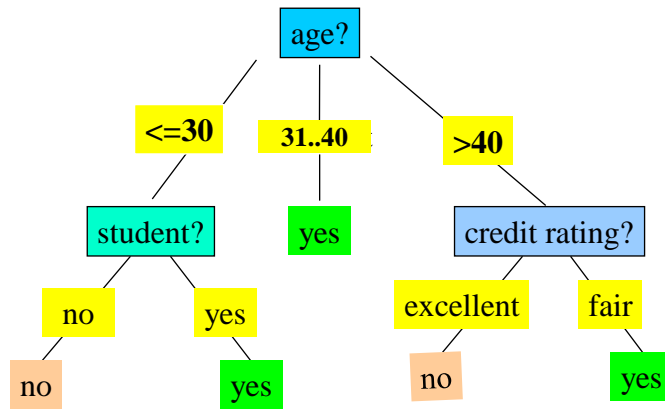 age?
<=30
31..40
>40
student?
yes
credit rating?
no
yes
excellent
fair
no
yes
no
yes